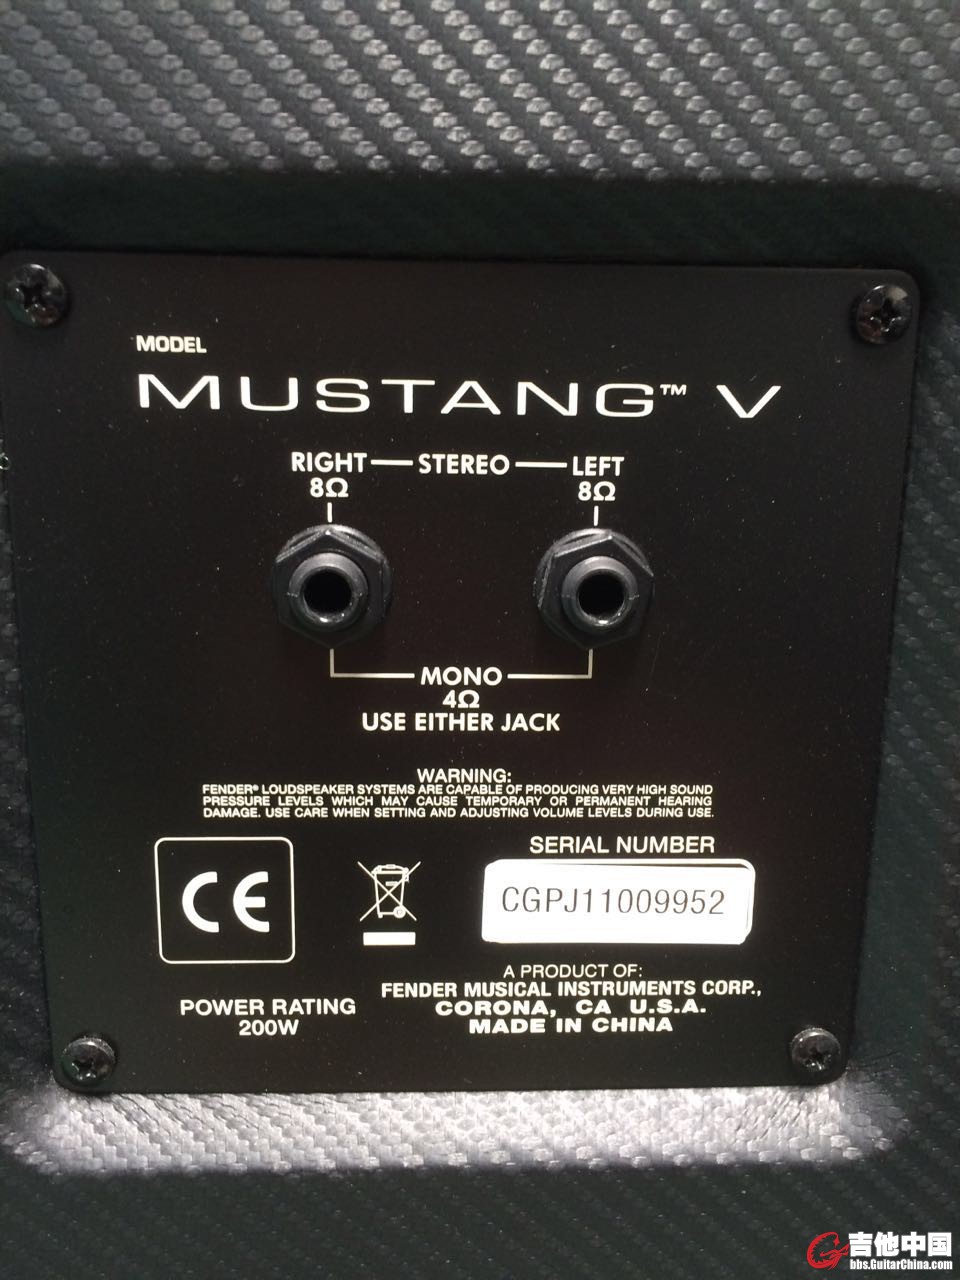 MODEL
MUSTANG™ V
RIGHT — STEREO — LEFT
8Ω 8Ω
MONO
4Ω
USE EITHER JACK
WARNING:
FENDER® LOUDSPEAKER SYSTEMS ARE CAPABLE OF PRODUCING VERY HIGH SOUND
PRESSURE LEVELS WHICH MAY CAUSE TEMPORARY OR PERMANENT HEARING
DAMAGE. USE CARE WHEN SETTING AND ADJUSTING VOLUME LEVELS DURING USE.
CE
SERIAL NUMBER
CGPJ11009952
POWER RATING
200W
A PRODUCT OF:
FENDER MUSICAL INSTRUMENTS CORP.,
CORONA, CA U.S.A.
MADE IN CHINA
吉他中国
bbs.GuitarChina.com